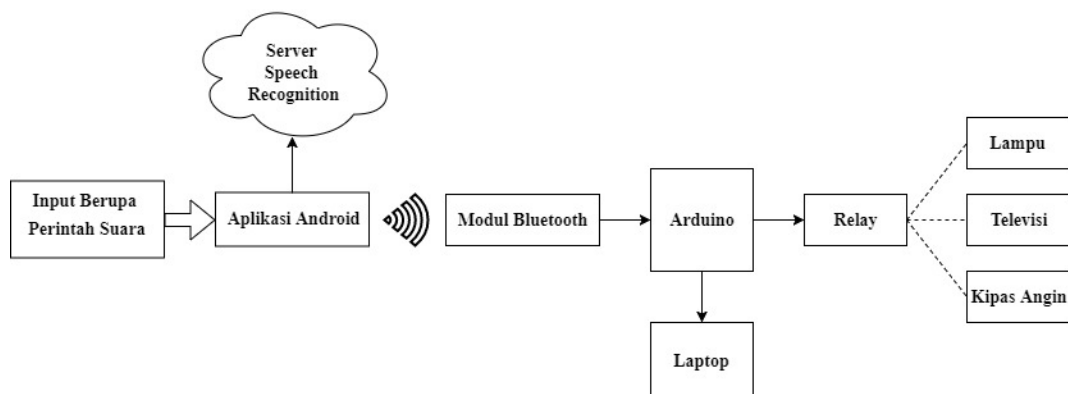 Server
Speech
Recognition
Input Berupa
Perintah Suara
Aplikasi Android
Modul Bluetooth
Arduino
Relay
Lampu
Televisi
Kipas Angin
Laptop